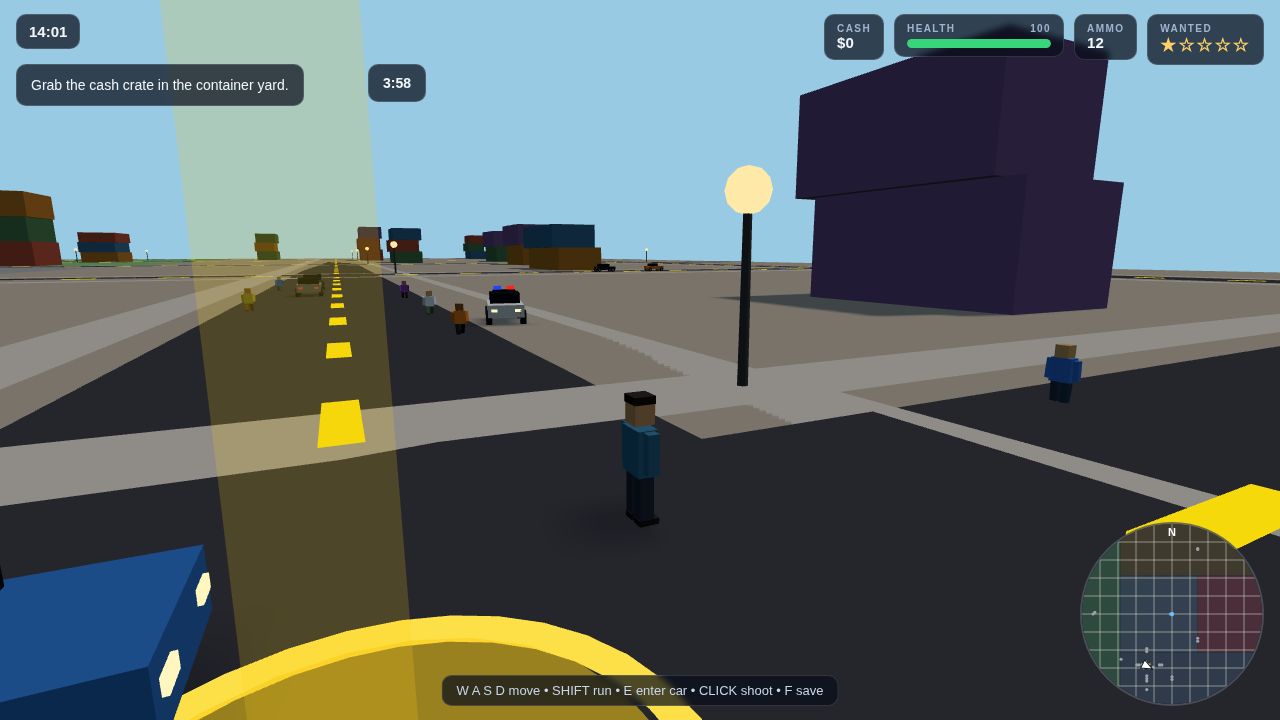 14:01
CASH
$0
HEALTH 100
AMMO
12
WANTED
★☆☆☆☆
Grab the cash crate in the container yard.
3:58
N
W A S D move • SHIFT run • E enter car • CLICK shoot • F save